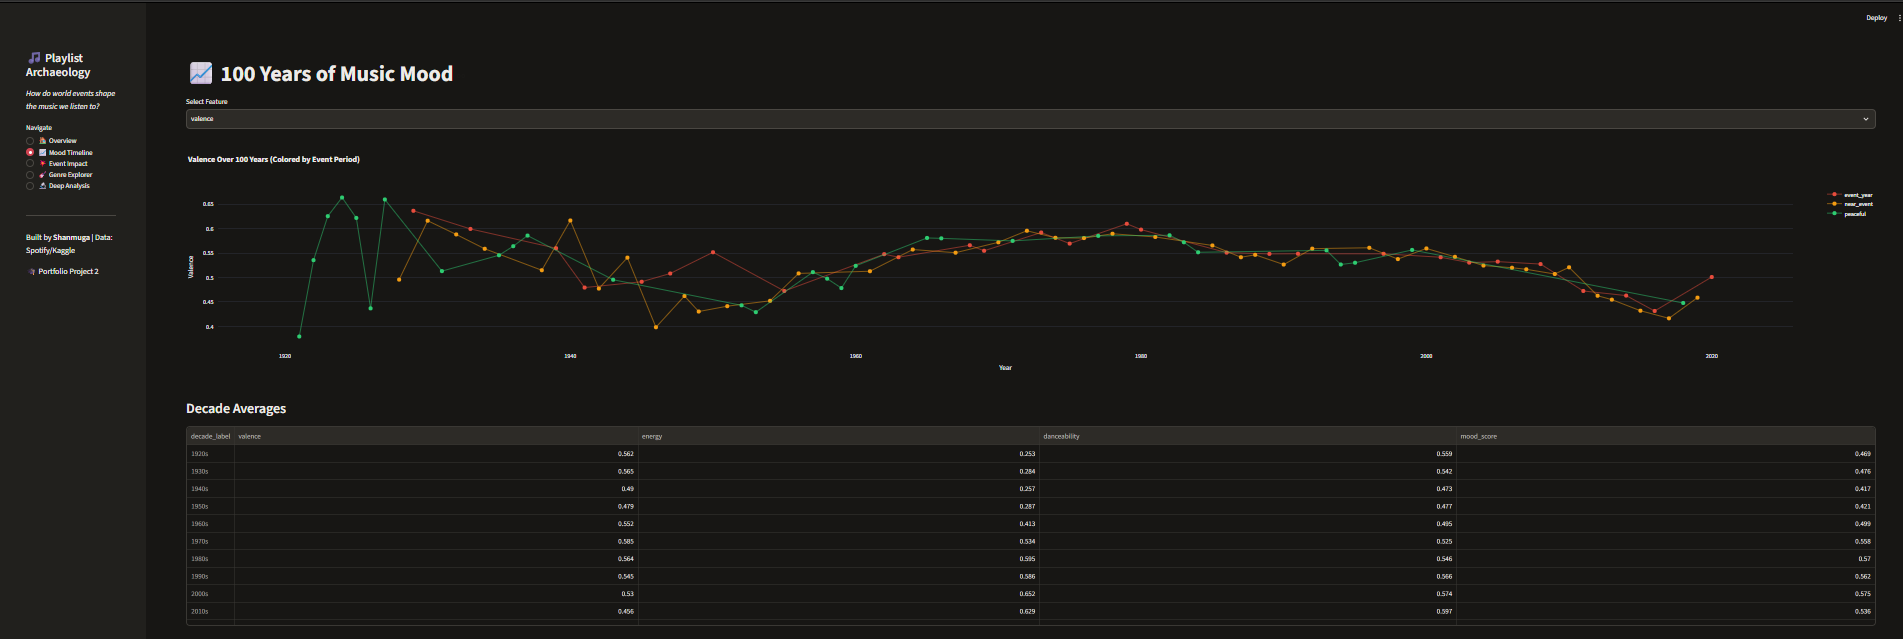 Deploy
🎵 Playlist
Archaeology
How do world events shape
the music we listen to?
Navigate
Overview
Mood Timeline
Event Impact
Genre Explorer
Deep Analysis
Built by Shanmuga | Data:
Spotify/Kaggle
Portfolio Project 2
📈 100 Years of Music Mood
Select Feature
valence
Valence Over 100 Years (Colored by Event Period)
event_year
near_event
peaceful
Valence
0.65
0.6
0.55
0.5
0.45
0.4
1920 1940 1960 1980 2000 2020
Year
Decade Averages
decade_label valence energy danceability mood_score
1920s 0.562 0.253 0.559 0.469
1930s 0.565 0.284 0.542 0.476
1940s 0.49 0.257 0.473 0.417
1950s 0.479 0.287 0.477 0.421
1960s 0.552 0.413 0.495 0.499
1970s 0.585 0.534 0.525 0.558
1980s 0.564 0.595 0.546 0.57
1990s 0.545 0.586 0.566 0.562
2000s 0.53 0.652 0.574 0.575
2010s 0.456 0.629 0.597 0.536